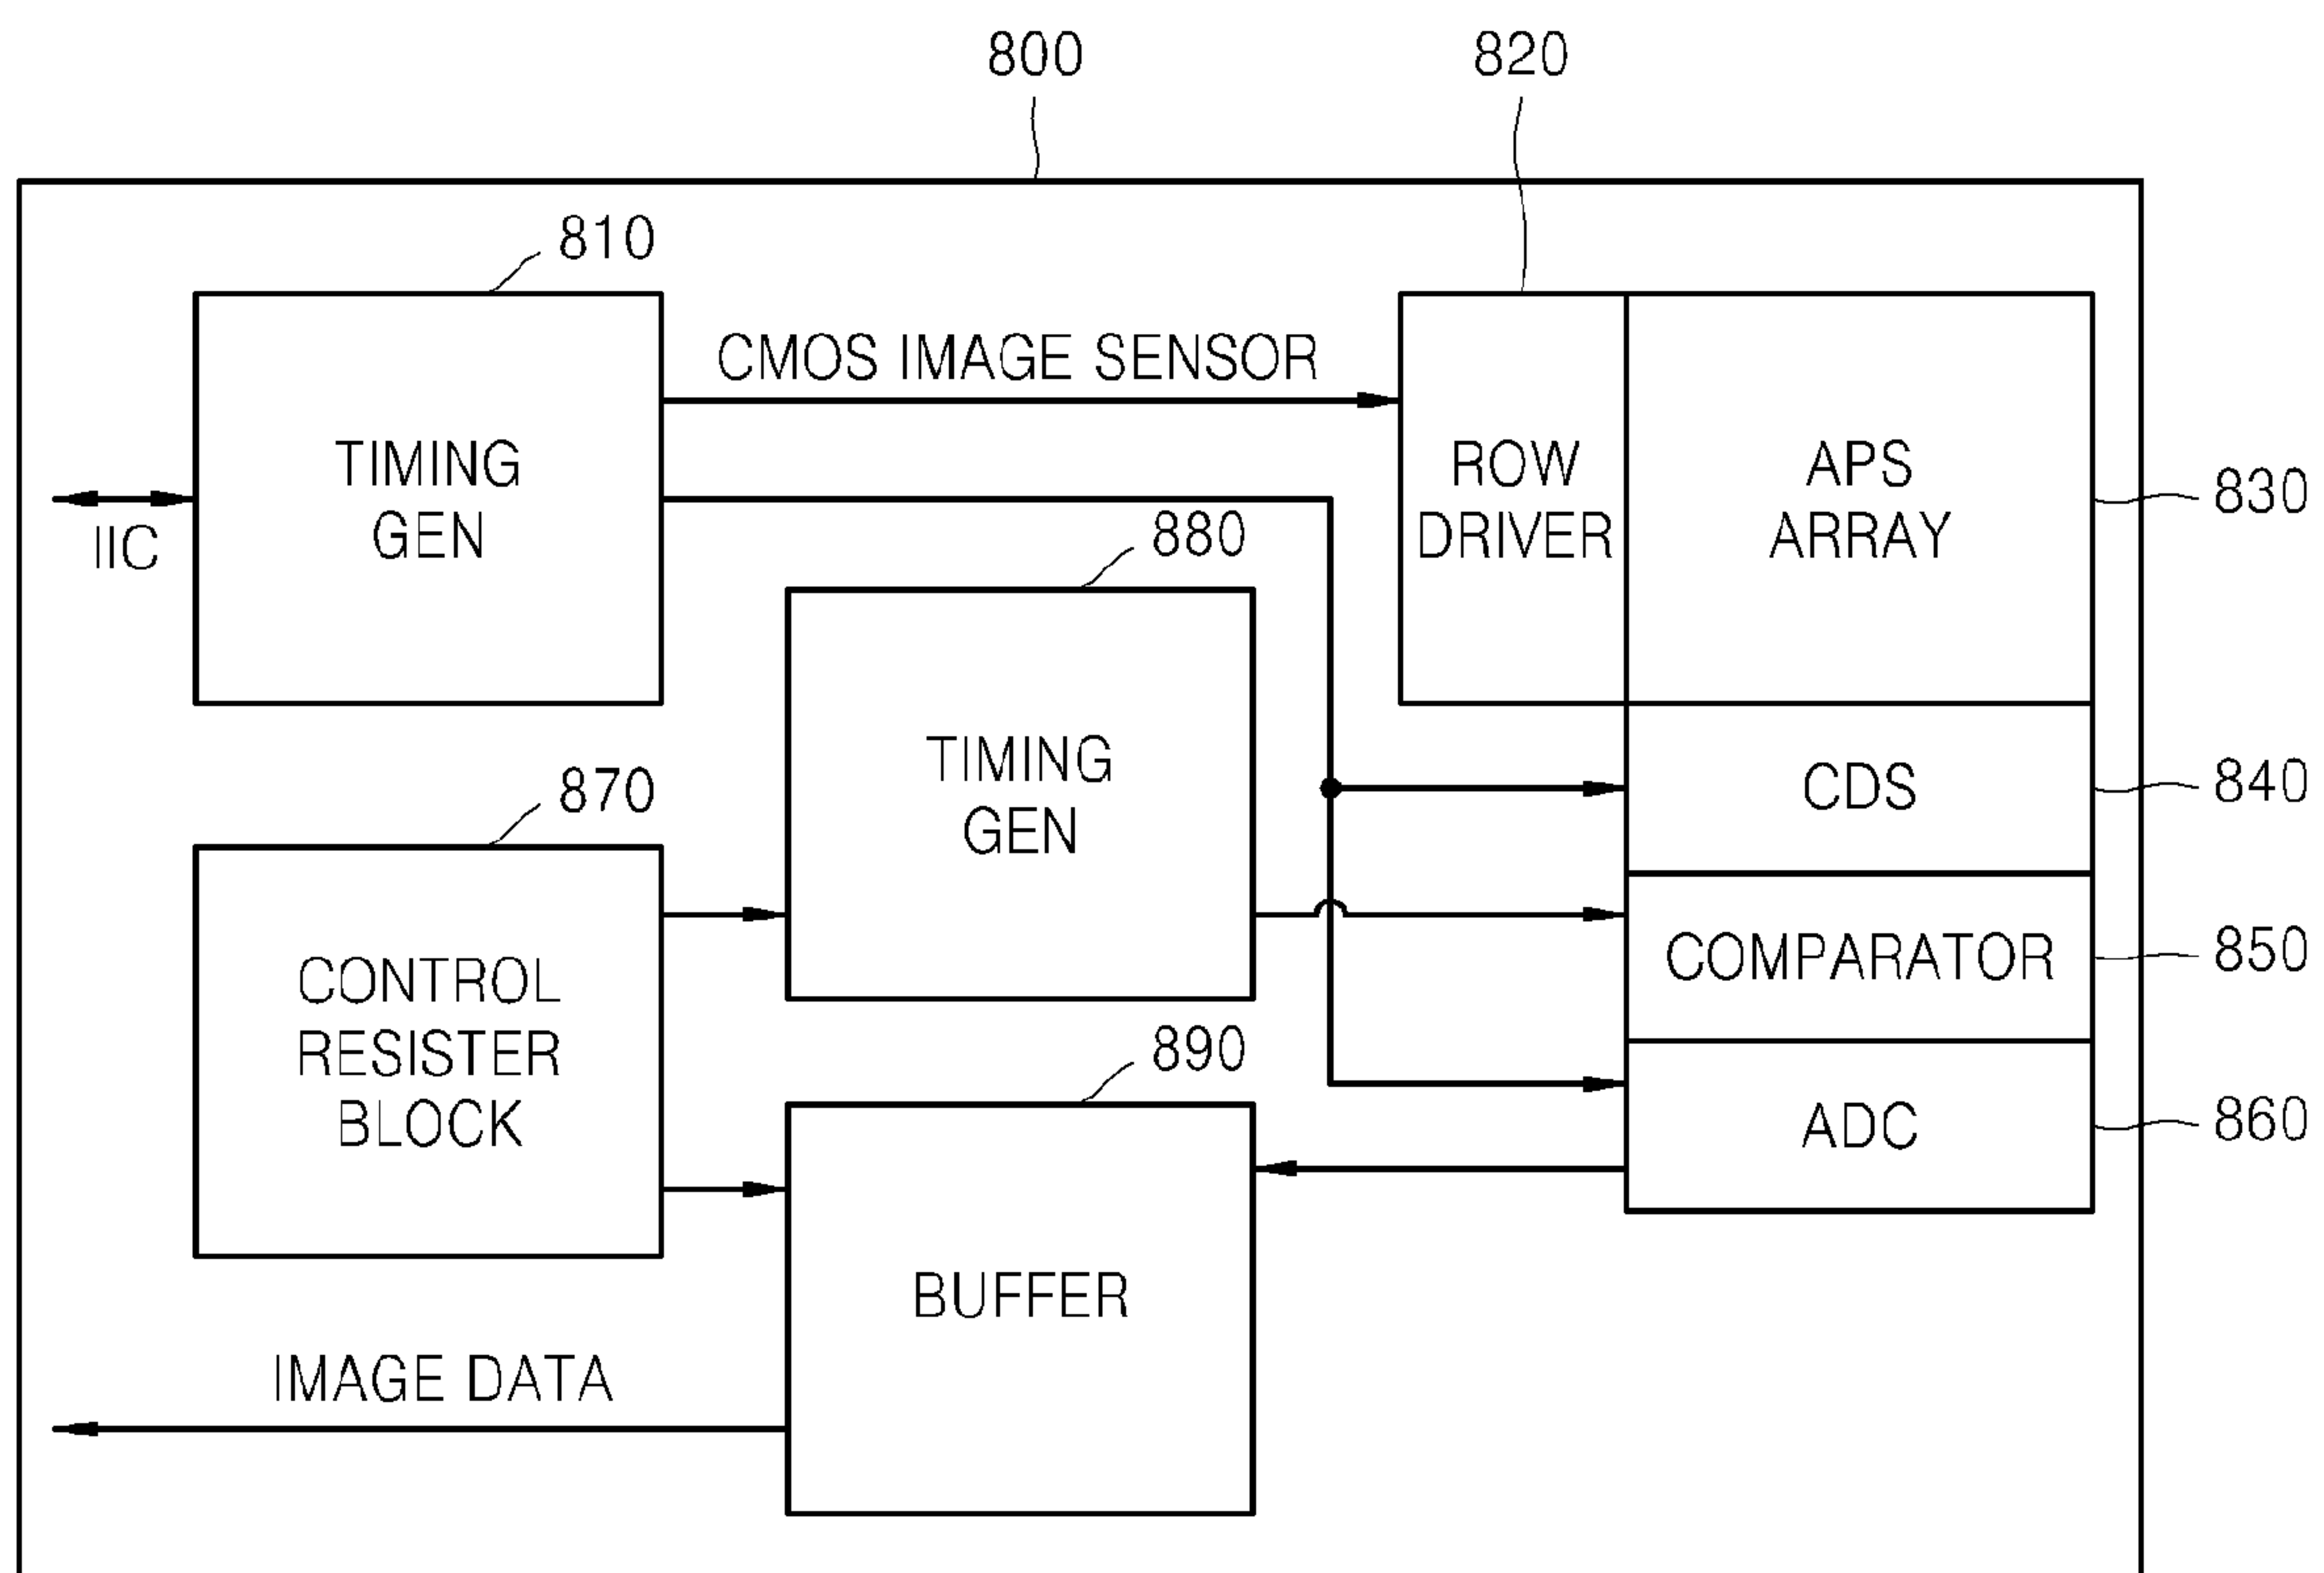 800
820
810
CMOS IMAGE SENSOR
TIMING
GEN
IIC
ROW
DRIVER
APS
ARRAY
830
880
TIMING
GEN
CDS
840
870
CONTROL
RESISTER
BLOCK
COMPARATOR
850
890
ADC
860
BUFFER
IMAGE DATA